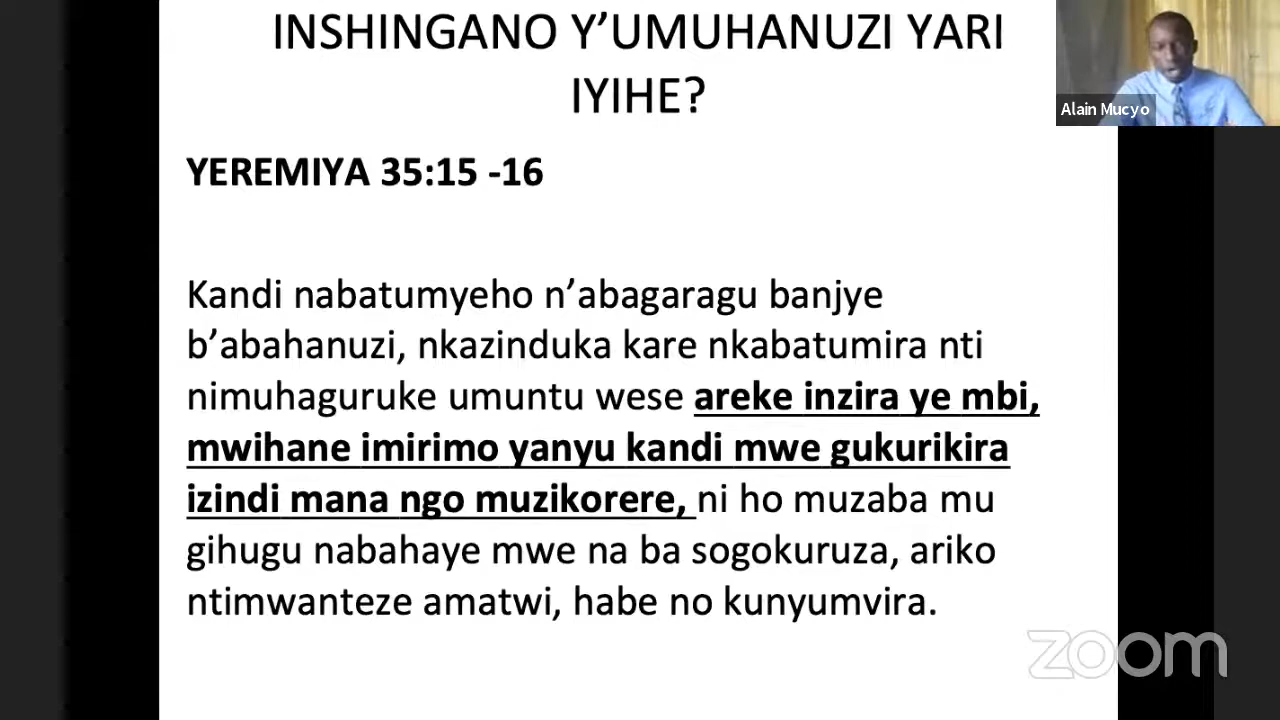 INSHINGANO Y’UMUHANUZI YARI
IYIHE?
Alain Mucyo
YEREMIYA 35:15 -16
Kandi nabatumyeho n’abagaragu banjye
b’abahanuzi, nkazinduka kare nkabatumira nti
nimuhaguruke umuntu wese areke inzira ye mbi,
mwihane imirimo yanyu kandi mwe gukurikira
izindi mana ngo muzikorere, ni ho muzaba mu
gihugu nabahaye mwe na ba sogokuruza, ariko
ntimwanteze amatwi, habe no kunyumvira.
zoom